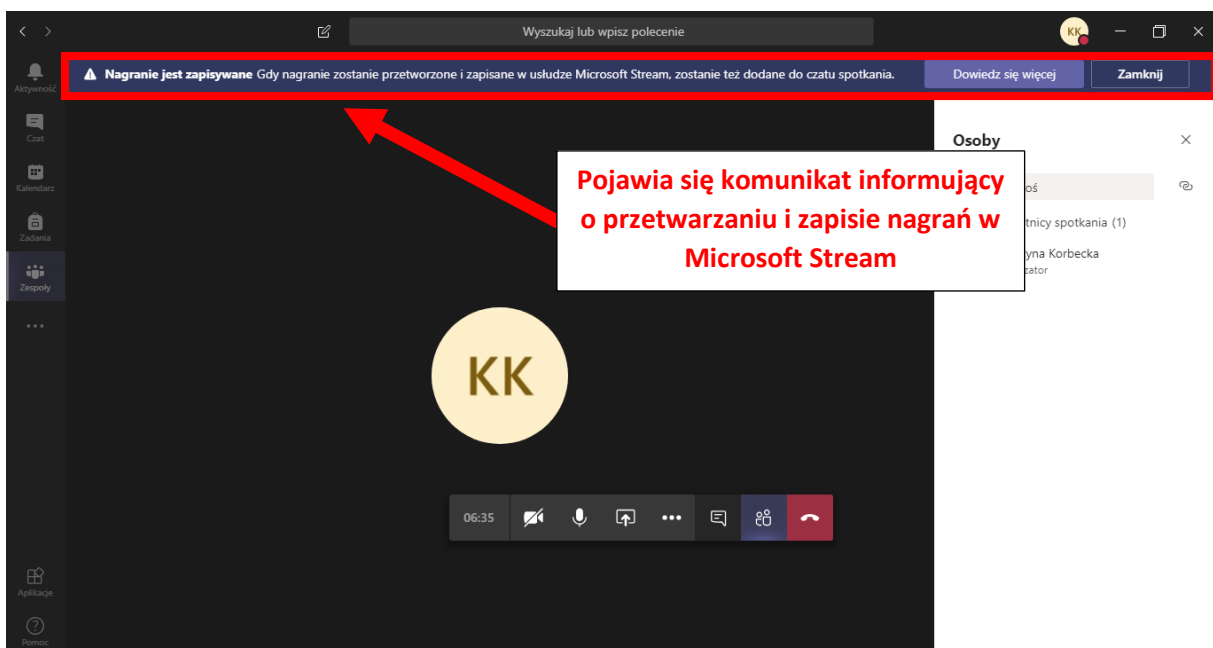 Wyszukaj lub wpisz polecenie
KK
Aktywność
Nagranie jest zapisywane Gdy nagranie zostanie przetworzone i zapisane w usłudze Microsoft Stream, zostanie też dodane do czatu spotkania.
Dowiedz się więcej
Zamknij
Czat
Kalendarz
Zadania
Zespoły
Osoby
Pojawia się komunikat informujący
o przetwarzaniu i zapisie nagrań w
Microsoft Stream
oś
tnicy spotkania (1)
yna Korbecka
zator
KK
06:35
Aplikacje
Pomoc